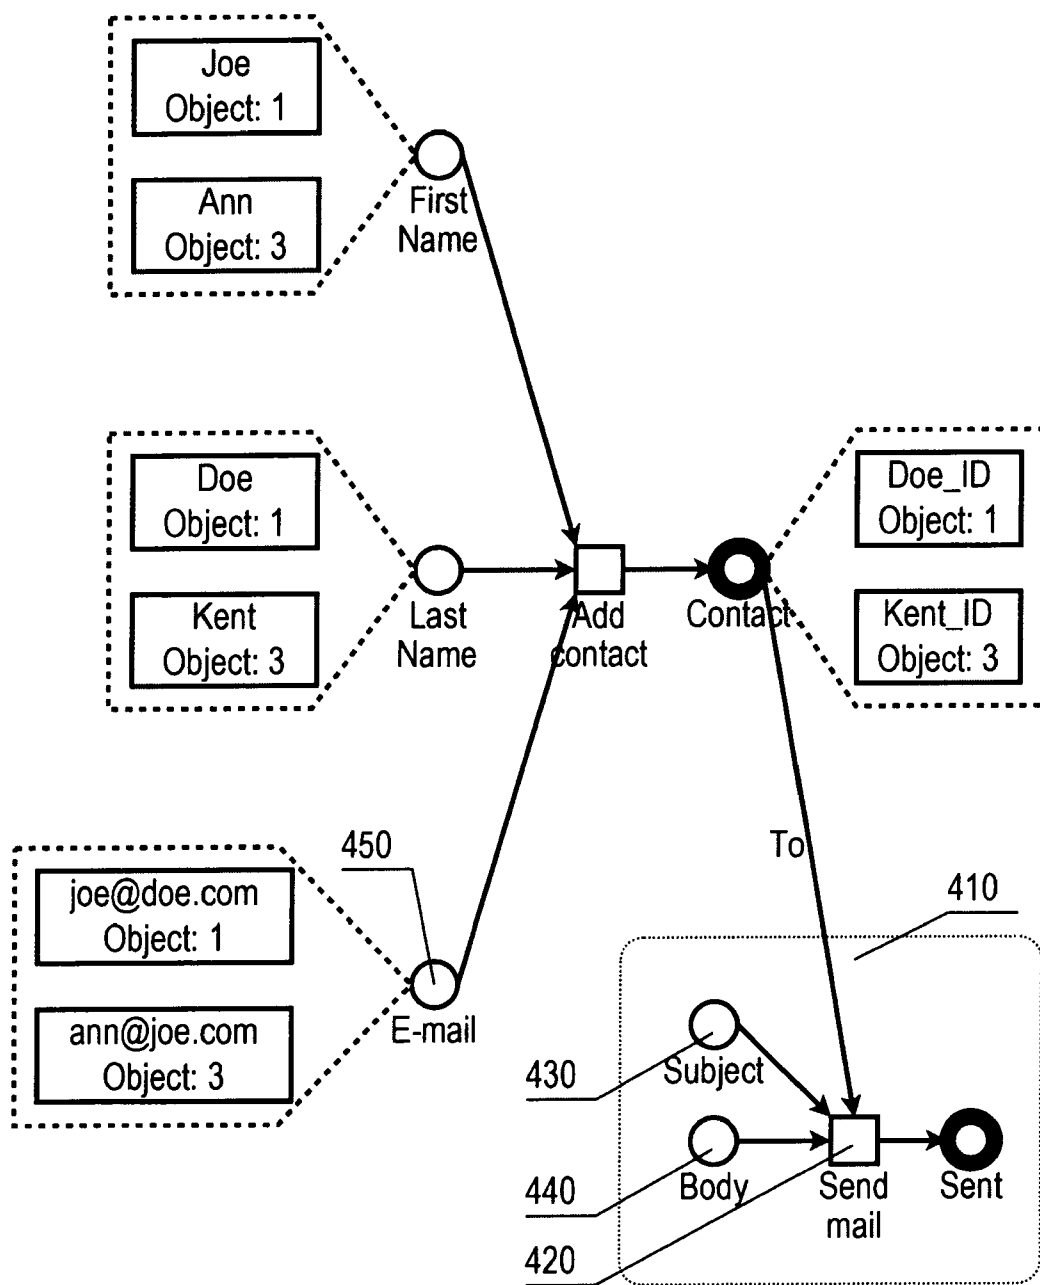 Joe
Object: 1
Ann
Object: 3
First
Name
Doe
Object: 1
Kent
Object: 3
Last
Name
Add
contact
Contact
Doe_ID
Object: 1
Kent_ID
Object: 3
To
450
joe@doe.com
Object: 1
ann@joe.com
Object: 3
E-mail
410
430
Subject
440
Body
Send
mail
Sent
420